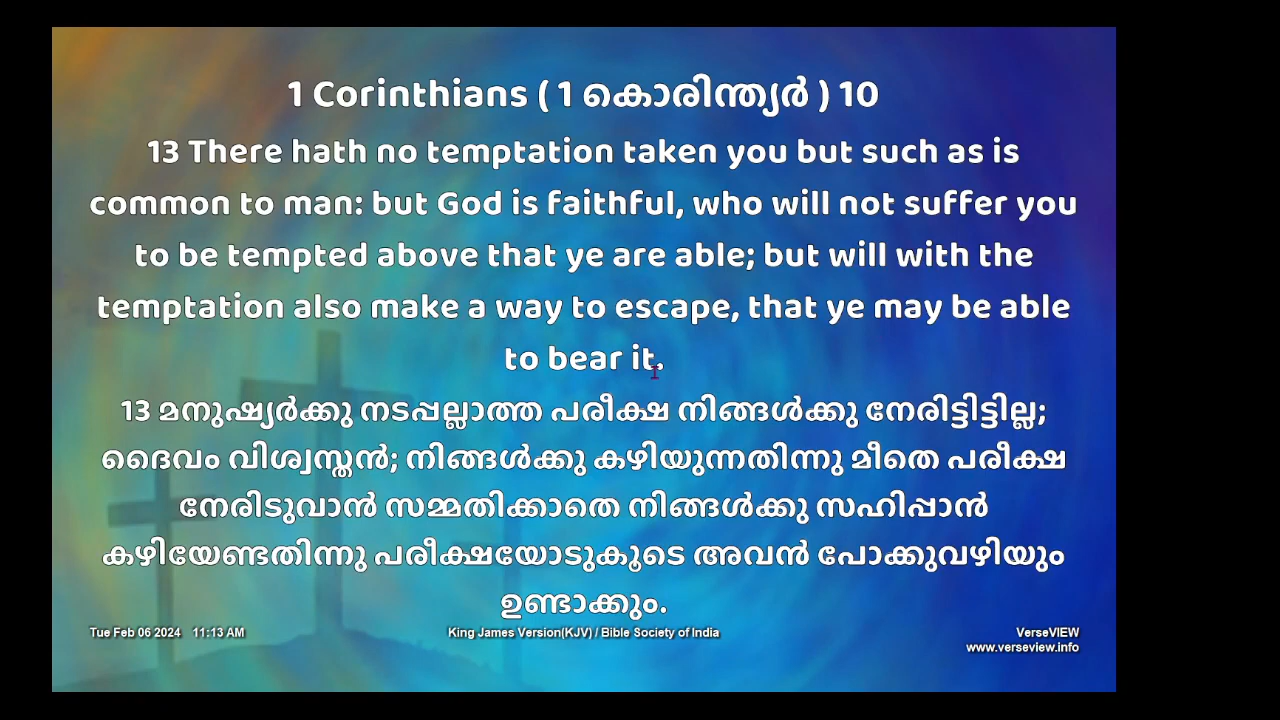 1 Corinthians ( 1 കൊരിന്ത്യർ ) 10
13 There hath no temptation taken you but such as is
common to man: but God is faithful, who will not suffer you
to be tempted above that ye are able; but will with the
temptation also make a way to escape, that ye may be able
to bear it.
13 മനുഷ്യർക്കു നടപ്പല്ലാത്ത പരീക്ഷ നിങ്ങൾക്കു നേരിട്ടിട്ടില്ല;
ദൈവം വിശ്വസ്തൻ; നിങ്ങൾക്കു കഴിയുന്നതിന്നു മീതെ പരീക്ഷ
നേരിടുവാൻ സമ്മതിക്കാതെ നിങ്ങൾക്കു സഹിപ്പാൻ
കഴിയേണ്ടതിന്നു പരീക്ഷയോടുകൂടെ അവൻ പോക്കുവഴിയും
ഉണ്ടാക്കും.
Tue Feb 06 2024 11:13 AM King James Version(KJV) / Bible Society of India VerseVIEW
www.verseview.info